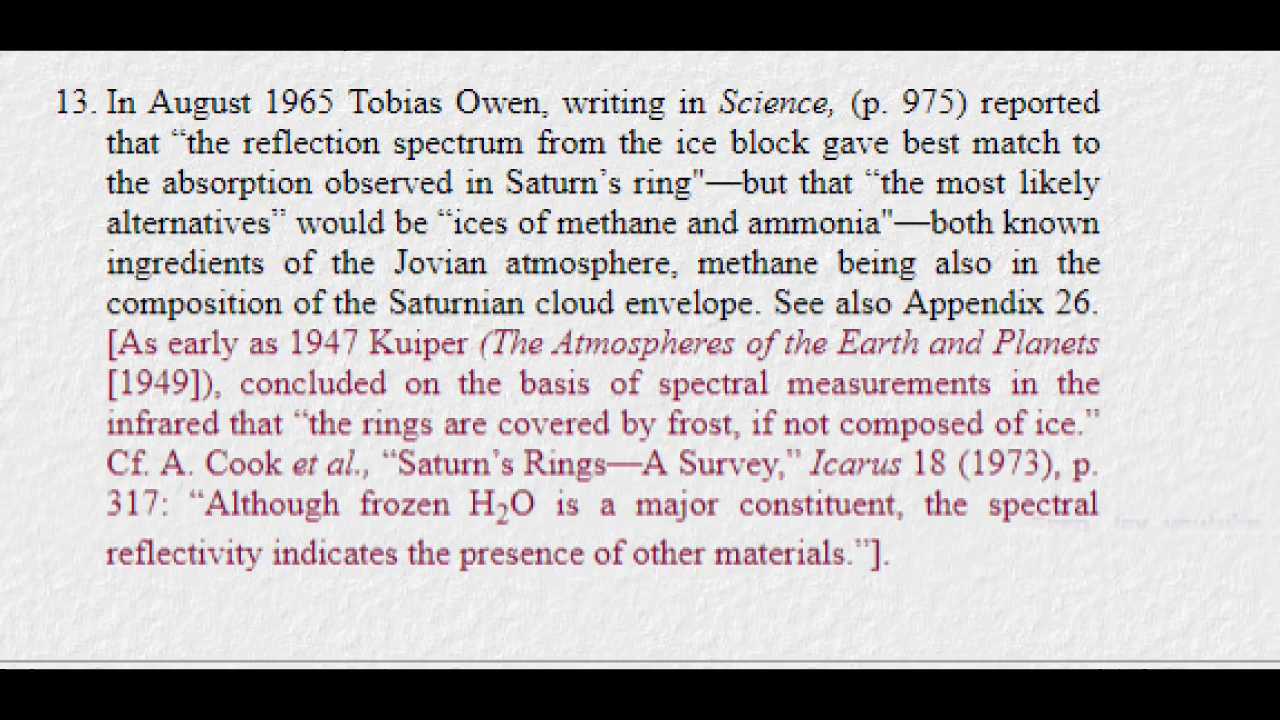 13. In August 1965 Tobias Owen, writing in Science, (p. 975) reported
that “the reflection spectrum from the ice block gave best match to
the absorption observed in Saturn’s ring"—but that “the most likely
alternatives” would be “ices of methane and ammonia"—both known
ingredients of the Jovian atmosphere, methane being also in the
composition of the Saturnian cloud envelope. See also Appendix 26.
[As early as 1947 Kuiper (The Atmospheres of the Earth and Planets
[1949]), concluded on the basis of spectral measurements in the
infrared that “the rings are covered by frost, if not composed of ice.”
Cf. A. Cook et al., “Saturn’s Rings—A Survey,” Icarus 18 (1973), p.
317: “Although frozen H₂O is a major constituent, the spectral
reflectivity indicates the presence of other materials.”].